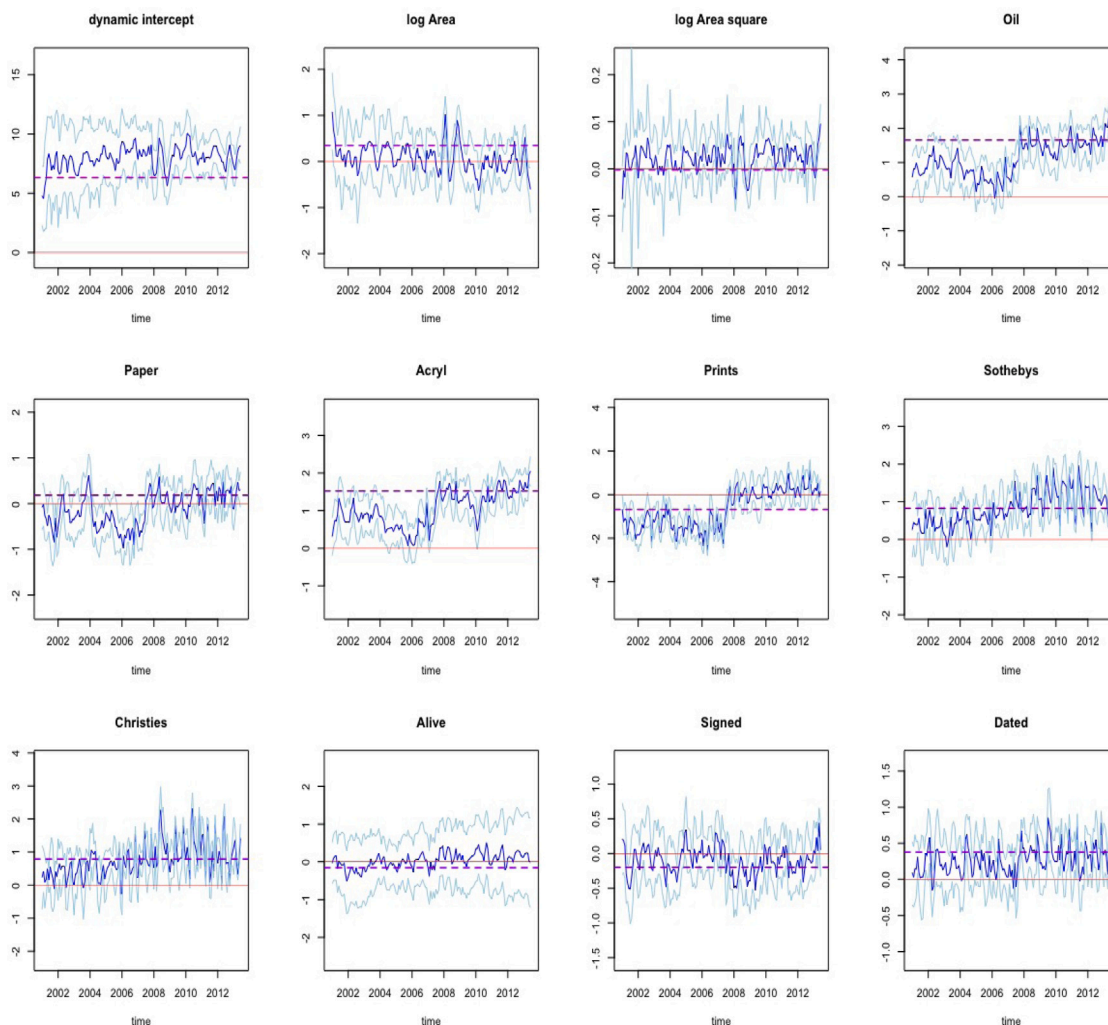 dynamic intercept
log Area
log Area square
Oil
15
10
5
0
2
1
0
-1
-2
0.2
0.1
0.0
-0.1
-0.2
4
3
2
1
0
-1
-2
2002 2004 2006 2008 2010 2012
2002 2004 2006 2008 2010 2012
2002 2004 2006 2008 2010 2012
2002 2004 2006 2008 2010 2012
time
time
time
time
Paper
Acryl
Prints
Sothebys
2
1
0
-1
-2
3
2
1
0
-1
4
2
0
-2
-4
3
2
1
0
-1
-2
2002 2004 2006 2008 2010 2012
2002 2004 2006 2008 2010 2012
2002 2004 2006 2008 2010 2012
2002 2004 2006 2008 2010 2012
time
time
time
time
Christies
Alive
Signed
Dated
4
3
2
1
0
-1
-2
2
1
0
-1
-2
1.0
0.5
0.0
-0.5
-1.0
-1.5
1.5
1.0
0.5
0.0
-0.5
-1.0
2002 2004 2006 2008 2010 2012
2002 2004 2006 2008 2010 2012
2002 2004 2006 2008 2010 2012
2002 2004 2006 2008 2010 2012
time
time
time
time